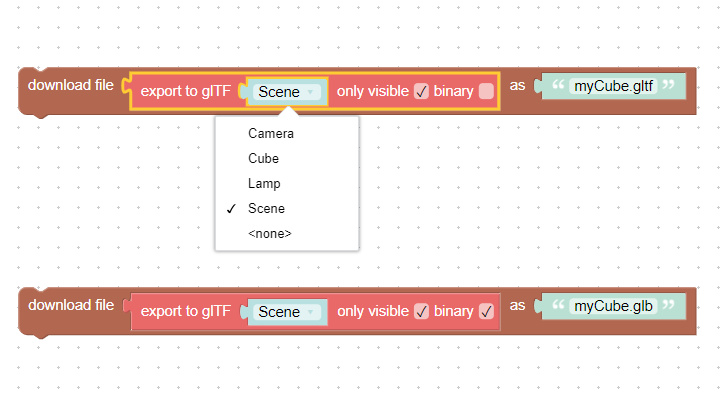 download file export to glTF Scene only visible ✓ binary as “ myCube.gltf ”
Camera
Cube
Lamp
✓ Scene
<none>
download file export to glTF Scene only visible ✓ binary ✓ as “ myCube.glb ”